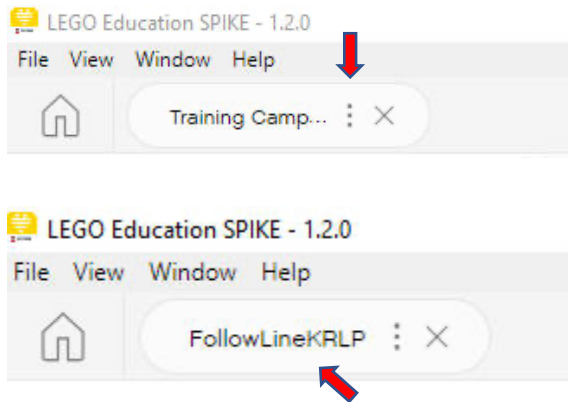 LEGO Education SPIKE - 1.2.0
File View Window Help
Training Camp...
LEGO Education SPIKE - 1.2.0
File View Window Help
FollowLineKRLP